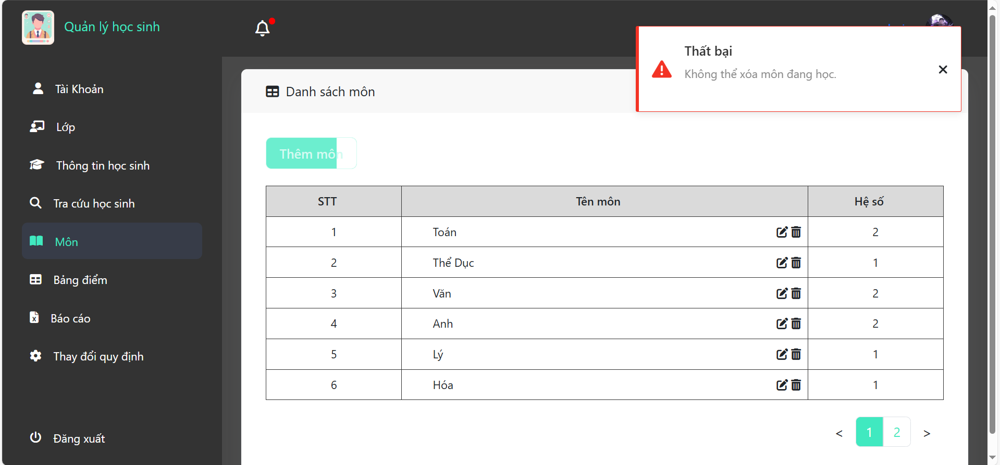 Quản lý học sinh
Thất bại
Không thể xóa môn đang học.
Tài Khoản
Lớp
Thông tin học sinh
Tra cứu học sinh
Môn
Bảng điểm
Báo cáo
Thay đổi quy định
Đăng xuất
Danh sách môn
Thêm môn
STT Tên môn Hệ số
1 Toán 2
2 Thể Dục 1
3 Văn 2
4 Anh 2
5 Lý 1
6 Hóa 1
< 1 2 >